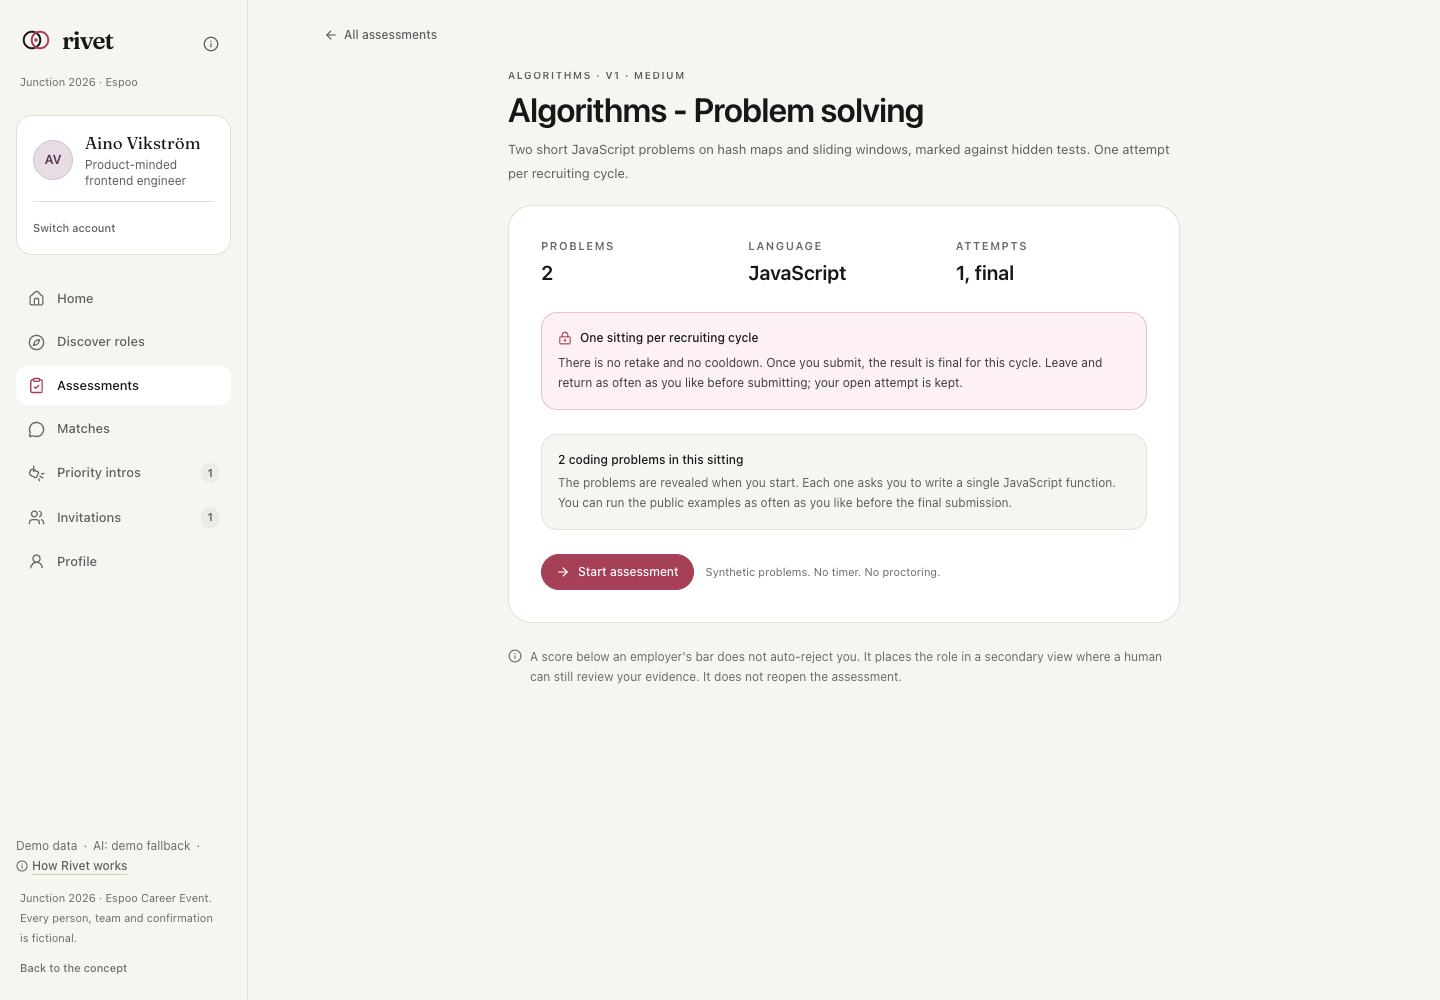 rivet
Junction 2026 · Espoo
AV
Aino Vikström
Product-minded
frontend engineer
Switch account
Home
Discover roles
Assessments
Matches
Priority intros 1
Invitations 1
Profile
Demo data · AI: demo fallback ·
How Rivet works
Junction 2026 · Espoo Career Event.
Every person, team and confirmation
is fictional.
Back to the concept
All assessments
ALGORITHMS · V1 · MEDIUM
Algorithms - Problem solving
Two short JavaScript problems on hash maps and sliding windows, marked against hidden tests. One attempt
per recruiting cycle.
PROBLEMS
2
LANGUAGE
JavaScript
ATTEMPTS
1, final
One sitting per recruiting cycle
There is no retake and no cooldown. Once you submit, the result is final for this cycle. Leave and
return as often as you like before submitting; your open attempt is kept.
2 coding problems in this sitting
The problems are revealed when you start. Each one asks you to write a single JavaScript function.
You can run the public examples as often as you like before the final submission.
Start assessment
Synthetic problems. No timer. No proctoring.
A score below an employer's bar does not auto-reject you. It places the role in a secondary view where a human
can still review your evidence. It does not reopen the assessment.